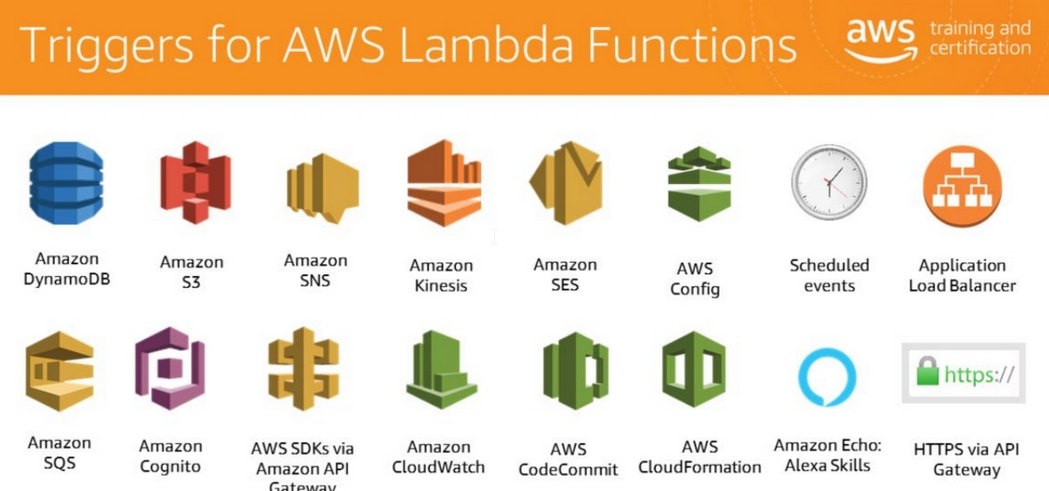 Triggers for AWS Lambda Functions
aws
training and
certification
Amazon
DynamoDB
Amazon
S3
Amazon
SNS
Amazon
Kinesis
Amazon
SES
AWS
Config
Scheduled
events
Application
Load Balancer
Amazon
SQS
Amazon
Cognito
AWS SDKs via
Amazon API
Gateway
Amazon
CloudWatch
AWS
CodeCommit
AWS
CloudFormation
Amazon Echo:
Alexa Skills
https://
HTTPS via API
Gateway